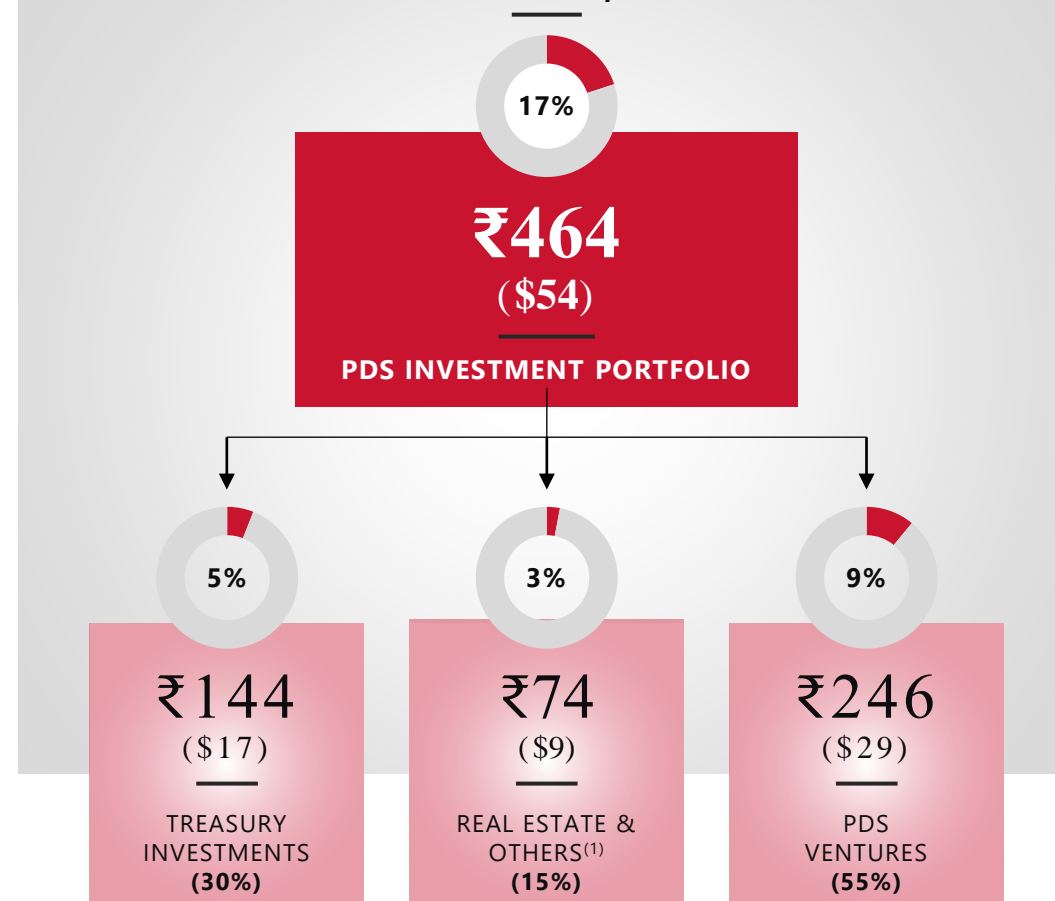 17%
₹464
($54)
PDS INVESTMENT PORTFOLIO
5%
3%
9%
₹144
($17)
TREASURY
INVESTMENTS
(30%)
₹74
($9)
REAL ESTATE &
OTHERS(1)
(15%)
₹246
($29)
PDS
VENTURES
(55%)